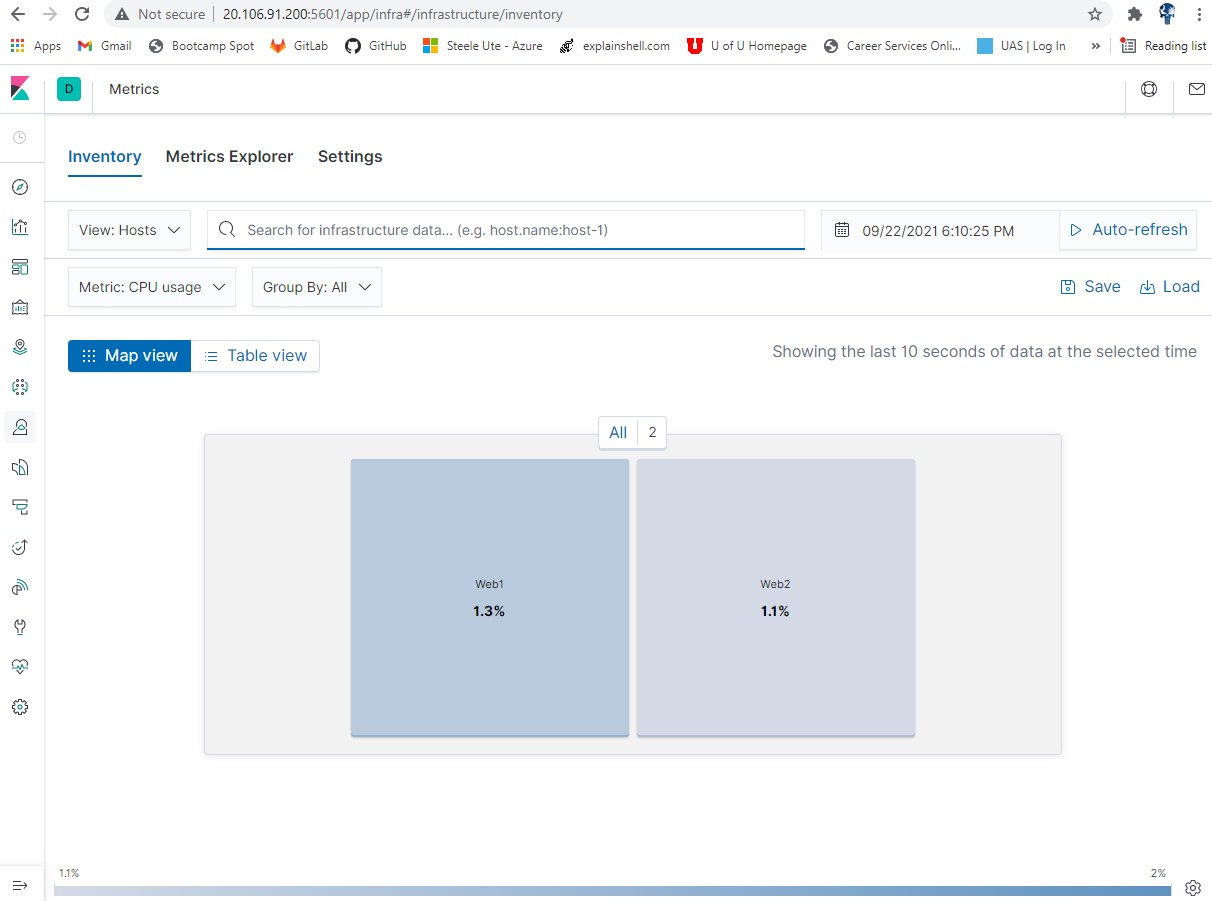 Not secure | 20.106.91.200:5601/app/infra#/infrastructure/inventory
Apps Gmail Bootcamp Spot GitLab GitHub Steele Ute - Azure explainshell.com U of U Homepage Career Services Onli... UAS | Log In » Reading list
D Metrics
Inventory Metrics Explorer Settings
View: Hosts Search for infrastructure data... (e.g. host.name:host-1) 09/22/2021 6:10:25 PM Auto-refresh
Metric: CPU usage Group By: All Save Load
Map view Table view Showing the last 10 seconds of data at the selected time
All 2
Web1 Web2
1.3% 1.1%
1.1% 2%